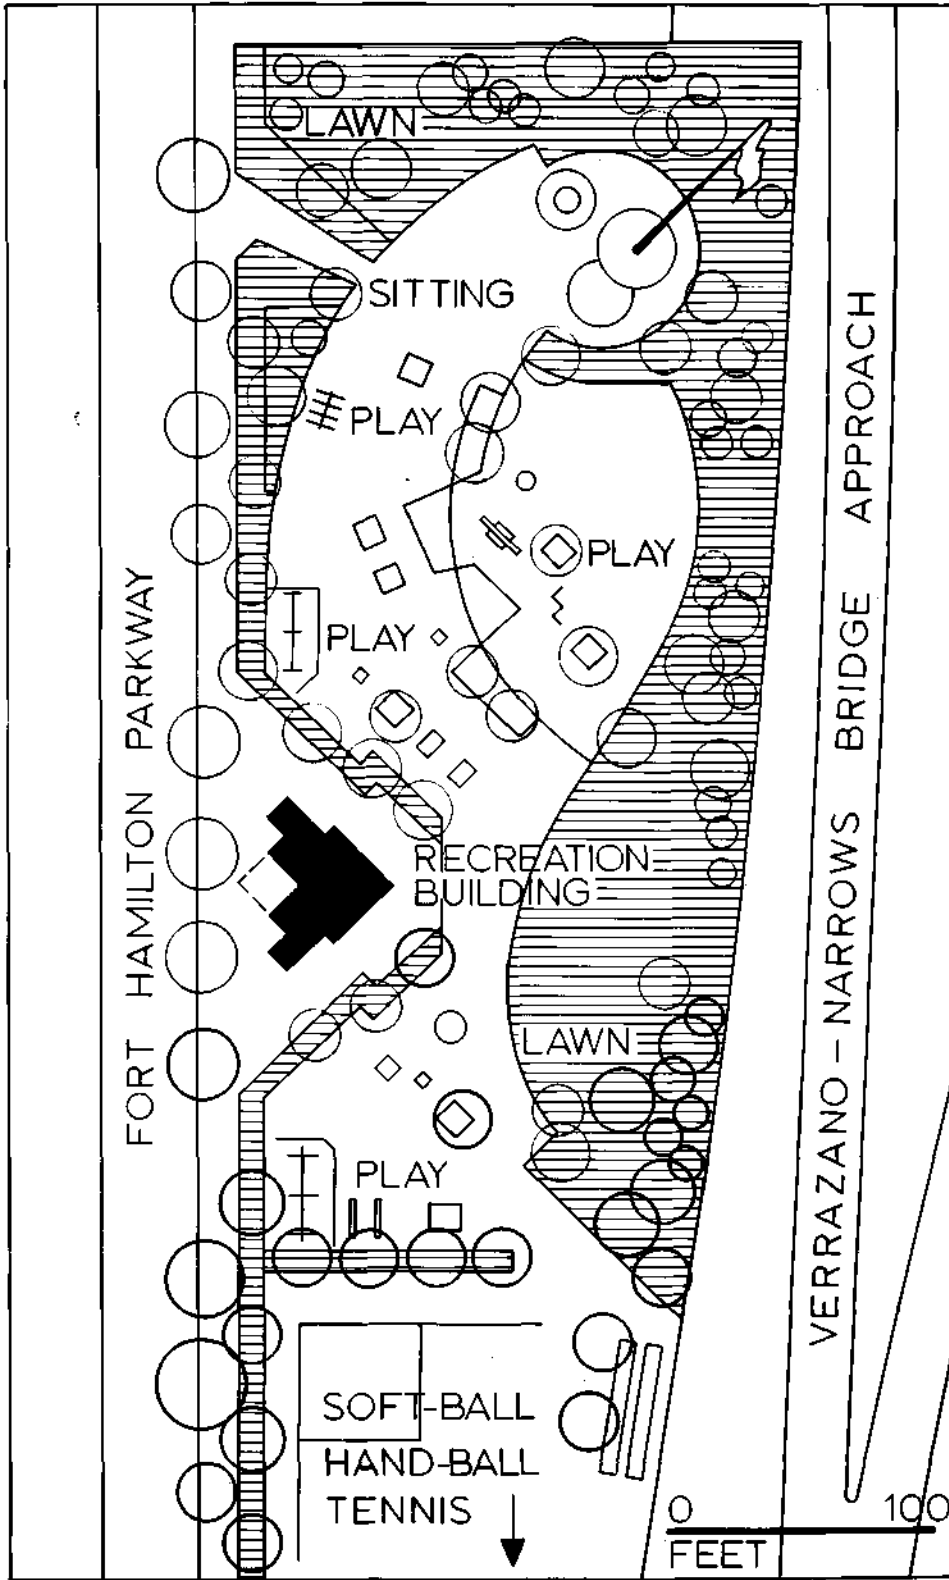 LAWN
SITTING
PLAY
PLAY
PLAY
FORT HAMILTON PARKWAY
VERRAZANO-NARROWS BRIDGE APPROACH
RECREATION
BUILDING
LAWN
PLAY
SOFT-BALL
HAND-BALL
TENNIS
0 100
FEET